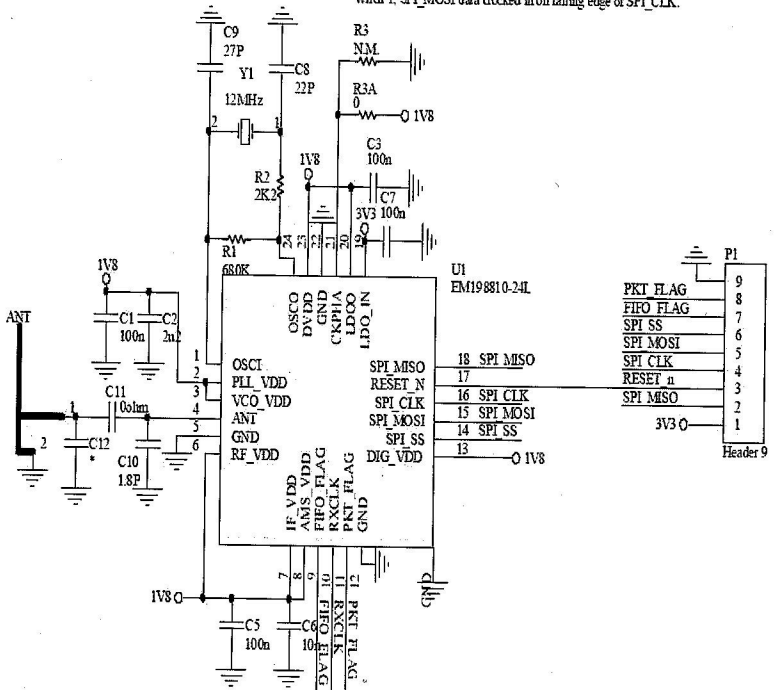 with 1, SPI_MOSI data clocked in on falling edge of SPI_CLK.
C9
27P
Y1
12MHz
2
1
C8
22P
R3
N.M.
R3A
0
1V8
C3
100n
C7
100n
1V8
3V3
R2
2K2
R1
680K
24
23
22
21
20
19
OSCO
DVDD
GND
CKPHA
LDOO
LDO_IN
U1
EM198810-24L
1V8
C1
100n
C2
2n2
ANT
1
2
C11
0ohm
C12
*
C10
1.8P
1 OSCI
2 PLL_VDD
3 VCO_VDD
4 ANT
5 GND
6 RF_VDD
SPI_MISO 18 SPI_MISO
RESET_N 17
SPI_CLK 16 SPI_CLK
SPI_MOSI 15 SPI_MOSI
SPI_SS 14 SPI_SS
DIG_VDD 13
1V8
IF_VDD
AMS_VDD
FIFO_FLAG
RXCLK
PKT_FLAG
GND
7
8
9
10
11
12
GND
1V8
C5
100n
C6
10n
FIFO_FLAG
RXCLK
PKT_FLAG
P1
9
PKT_FLAG 8
FIFO_FLAG 7
SPI_SS 6
SPI_MOSI 5
SPI_CLK 4
RESET_n 3
SPI_MISO 2
3V3 1
Header 9